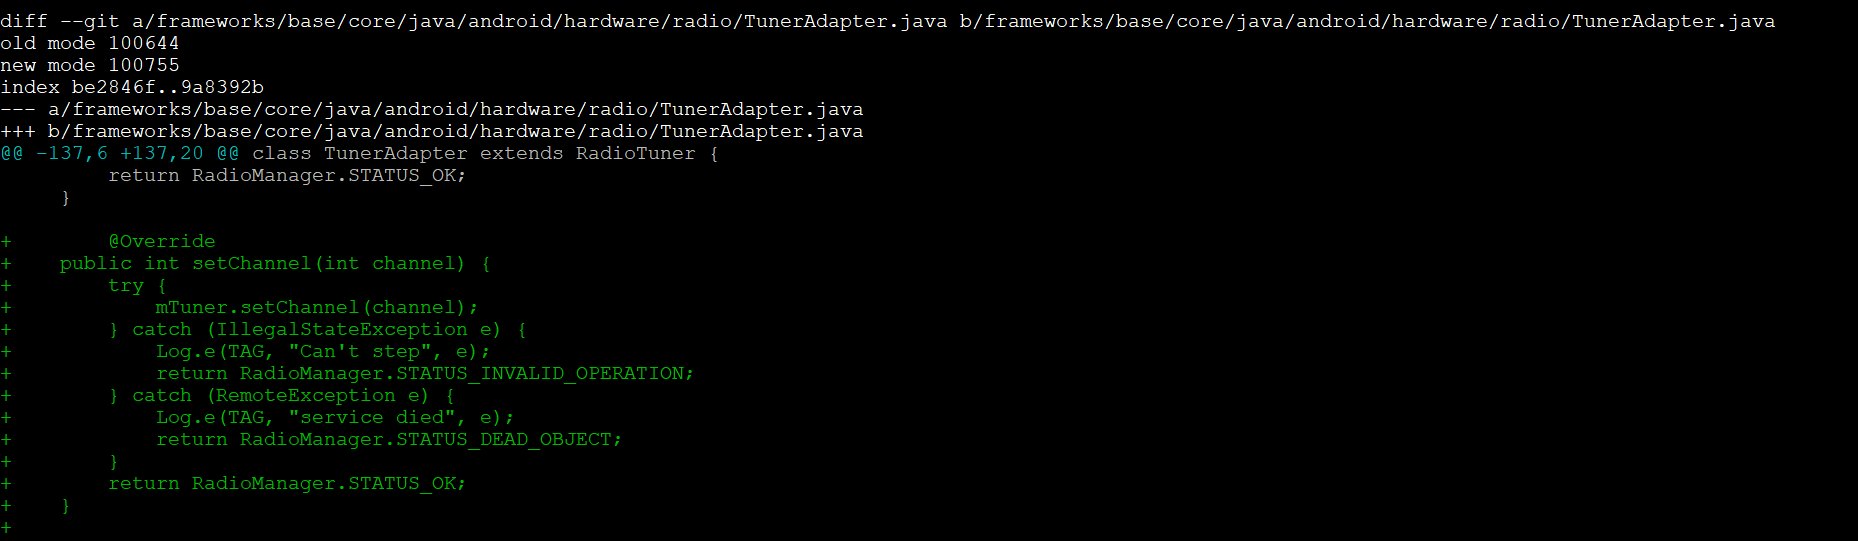 diff --git a/frameworks/base/core/java/android/hardware/radio/TunerAdapter.java b/frameworks/base/core/java/android/hardware/radio/TunerAdapter.java
old mode 100644
new mode 100755
index be2846f..9a8392b
--- a/frameworks/base/core/java/android/hardware/radio/TunerAdapter.java
+++ b/frameworks/base/core/java/android/hardware/radio/TunerAdapter.java
@@ -137,6 +137,20 @@ class TunerAdapter extends RadioTuner {
         return RadioManager.STATUS_OK;
     }

+        @Override
+    public int setChannel(int channel) {
+        try {
+            mTuner.setChannel(channel);
+        } catch (IllegalStateException e) {
+            Log.e(TAG, "Can't step", e);
+            return RadioManager.STATUS_INVALID_OPERATION;
+        } catch (RemoteException e) {
+            Log.e(TAG, "service died", e);
+            return RadioManager.STATUS_DEAD_OBJECT;
+        }
+        return RadioManager.STATUS_OK;
+    }
+